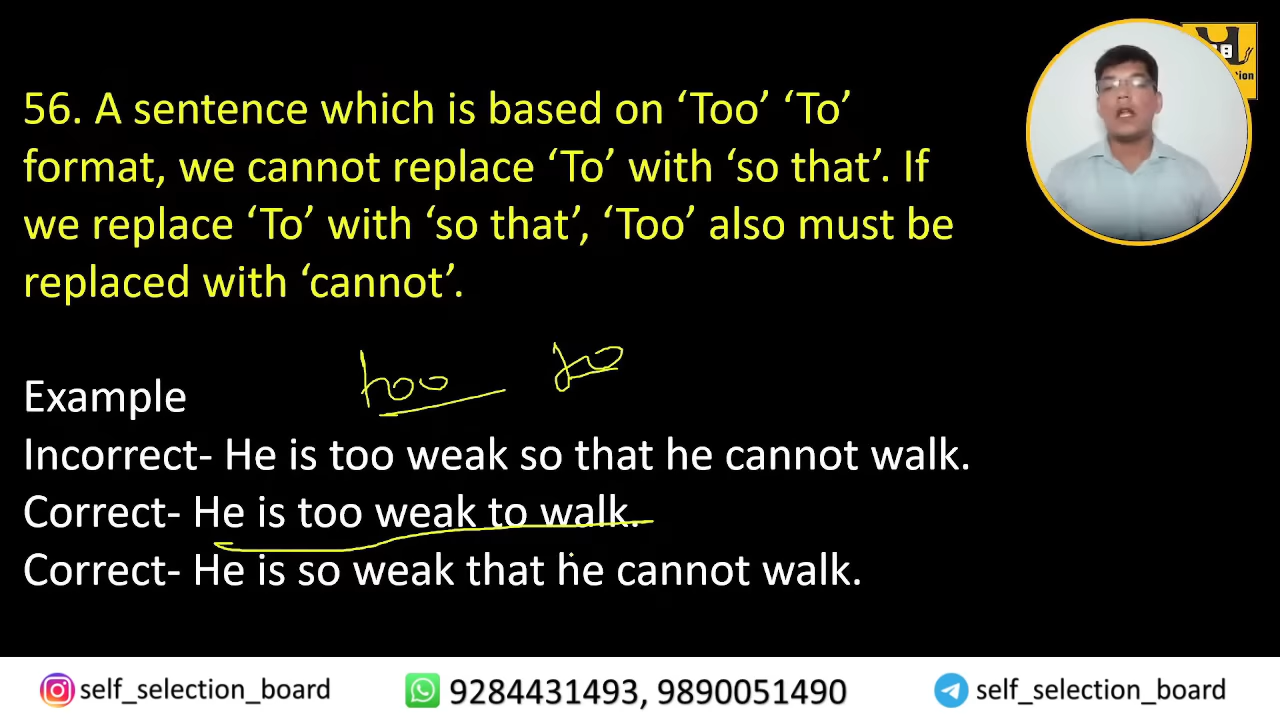 56. A sentence which is based on ‘Too’ ‘To’
format, we cannot replace ‘To’ with ‘so that’. If
we replace ‘To’ with ‘so that’, ‘Too’ also must be
replaced with ‘cannot’.
too to
Example
Incorrect- He is too weak so that he cannot walk.
Correct- He is too weak to walk.
Correct- He is so weak that he cannot walk.
self_selection_board 9284431493, 9890051490 self_selection_board